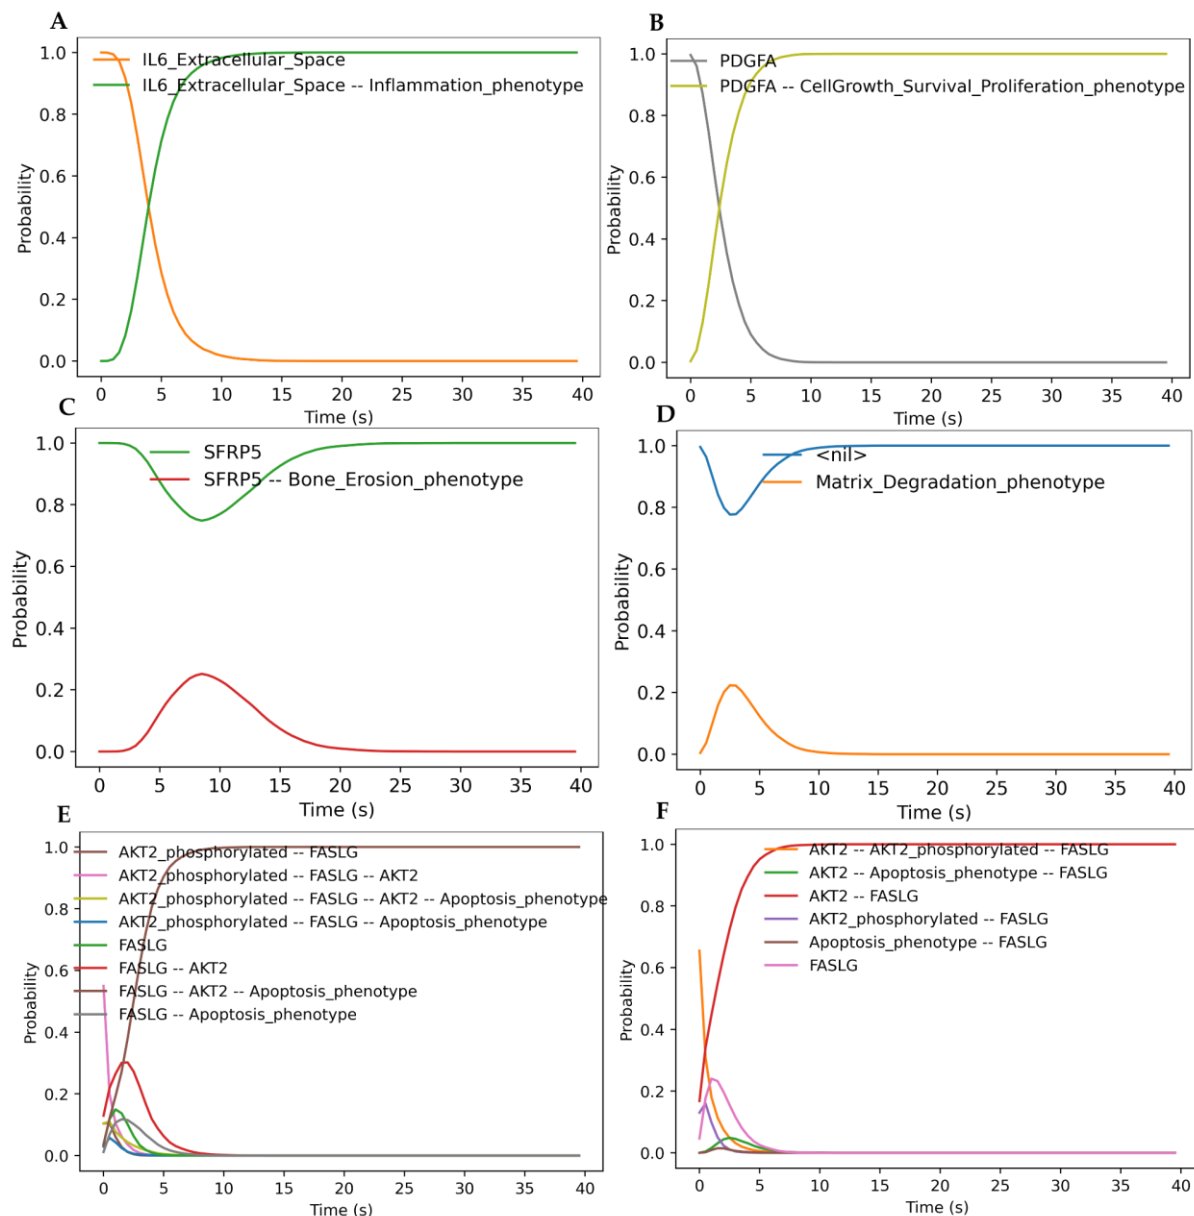 A
1.0
0.8
0.6
0.4
0.2
0.0
Probability
IL6_Extracellular_Space
IL6_Extracellular_Space -- Inflammation_phenotype
0 5 10 15 20 25 30 35 40
Time (s)
B
1.0
0.8
0.6
0.4
0.2
0.0
Probability
PDGFA
PDGFA -- CellGrowth_Survival_Proliferation_phenotype
0 5 10 15 20 25 30 35 40
Time (s)
C
1.0
0.8
0.6
0.4
0.2
0.0
Probability
SFRP5
SFRP5 -- Bone_Erosion_phenotype
0 5 10 15 20 25 30 35 40
Time (s)
D
1.0
0.8
0.6
0.4
0.2
0.0
Probability
<nil>
Matrix_Degradation_phenotype
0 5 10 15 20 25 30 35 40
Time (s)
E
1.0
0.8
0.6
0.4
0.2
0.0
Probability
AKT2_phosphorylated -- FASLG
AKT2_phosphorylated -- FASLG -- AKT2
AKT2_phosphorylated -- FASLG -- AKT2 -- Apoptosis_phenotype
AKT2_phosphorylated -- FASLG -- Apoptosis_phenotype
FASLG
FASLG -- AKT2
FASLG -- AKT2 -- Apoptosis_phenotype
FASLG -- Apoptosis_phenotype
0 5 10 15 20 25 30 35 40
Time (s)
F
1.0
0.8
0.6
0.4
0.2
0.0
Probability
AKT2 -- AKT2_phosphorylated -- FASLG
AKT2 -- Apoptosis_phenotype -- FASLG
AKT2 -- FASLG
AKT2_phosphorylated -- FASLG
Apoptosis_phenotype -- FASLG
FASLG
0 5 10 15 20 25 30 35 40
Time (s)